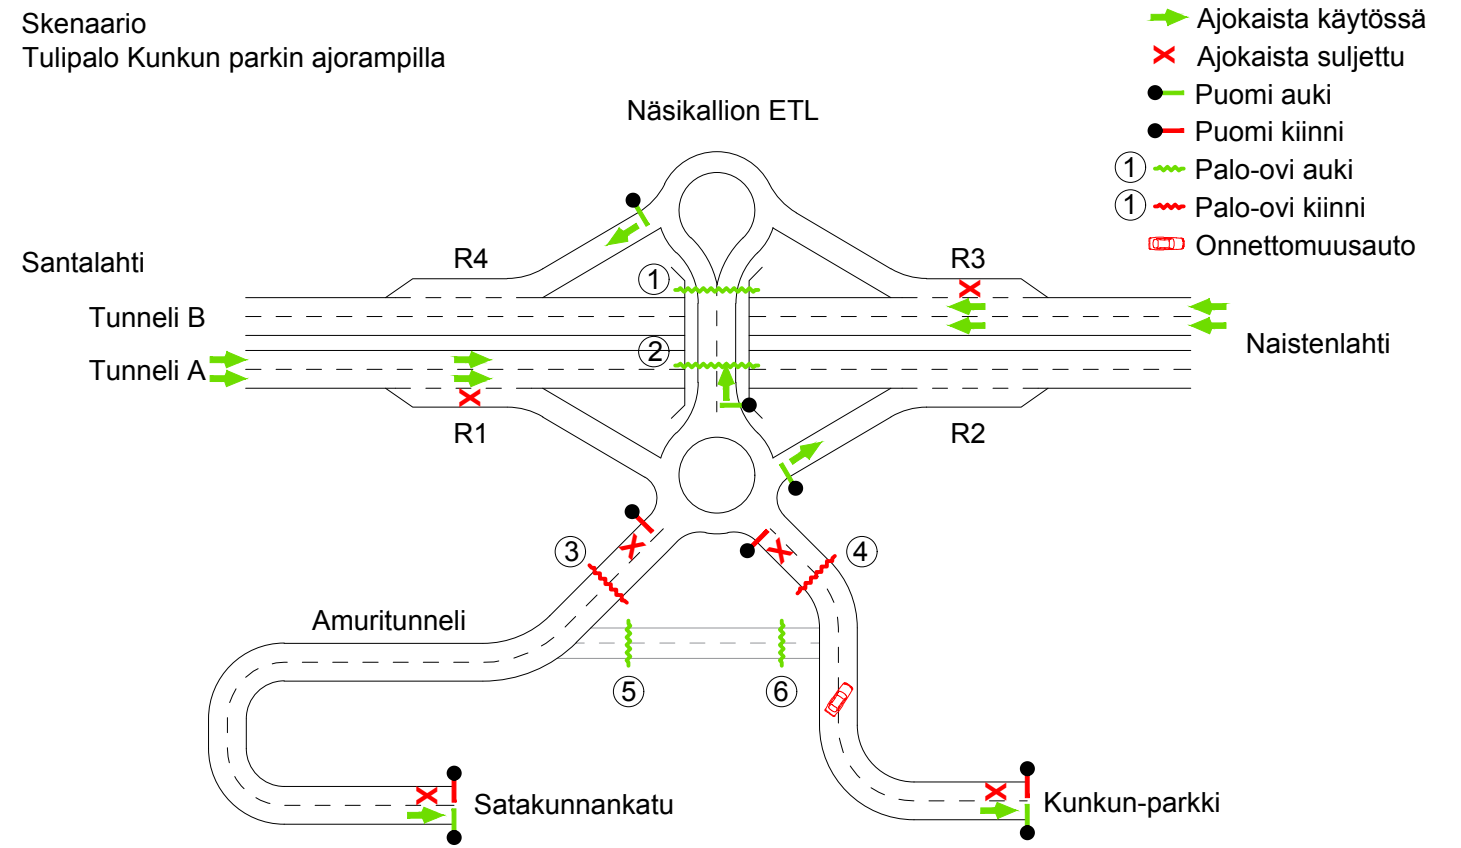 Skenaario
Tulipalo Kunkun parkin ajorampilla
Ajokaista käytössä
Ajokaista suljettu
Puomi auki
Puomi kiinni
1 Palo-ovi auki
1 Palo-ovi kiinni
Onnettomuusauto
Näsikallion ETL
Santalahti
R4
R3
1
Tunneli B
2
Naistenlahti
Tunneli A
R1
R2
3
4
Amuritunneli
5
6
Satakunnankatu
Kunkun-parkki